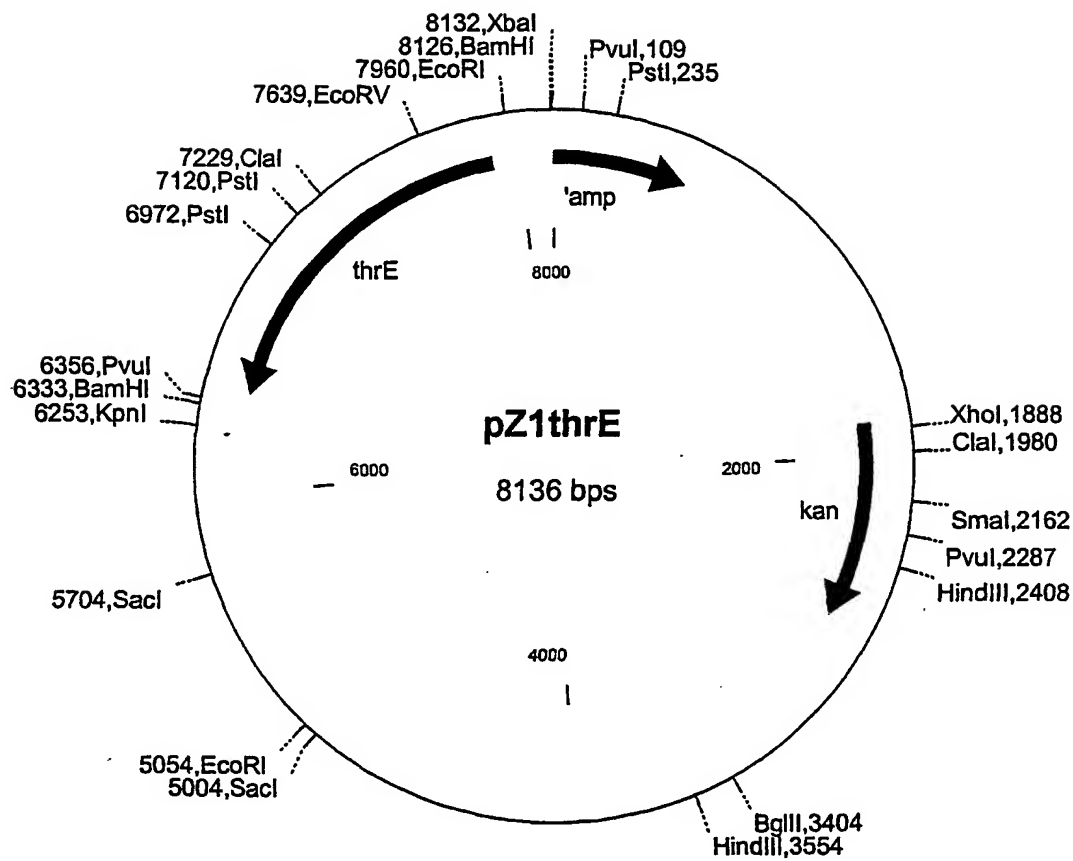 8132,XbaI
8126,BamHI
7960,EcoRI
7639,EcoRV
7229,ClaI
7120,PstI
6972,PstI
6356,PvuI
6333,BamHI
6253,KpnI
5704,SacI
5054,EcoRI
5004,SacI
PvuI,109
PstI,235
XhoI,1888
ClaI,1980
SmaI,2162
PvuI,2287
HindIII,2408
BglII,3404
HindIII,3554
'amp
thrE
kan
8000
2000
4000
6000
pZ1thrE
8136 bps